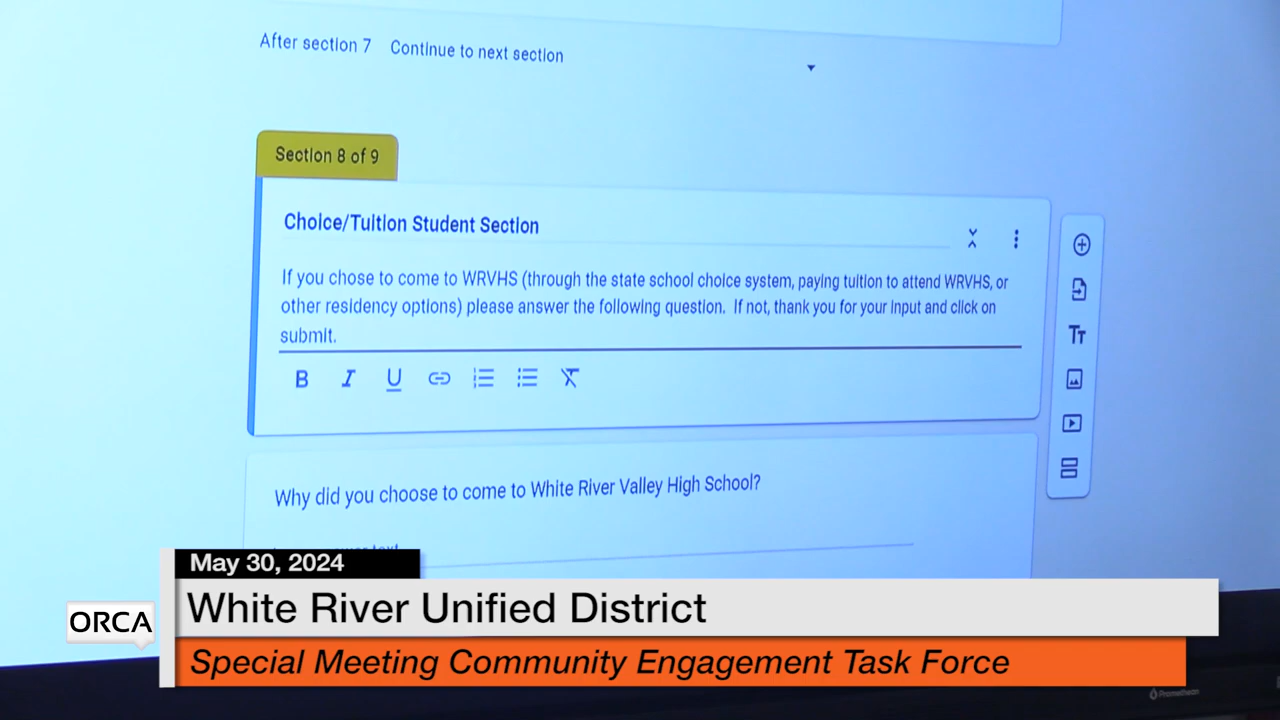 After section 7 Continue to next section
Section 8 of 9
Choice/Tuition Student Section
If you chose to come to WRVHS (through the state school choice system, paying tuition to attend WRVHS, or
other residency options) please answer the following question. If not, thank you for your input and click on
submit.
B I U
Tt
Why did you choose to come to White River Valley High School?
May 30, 2024
ORCA
White River Unified District
Special Meeting Community Engagement Task Force
Promethean